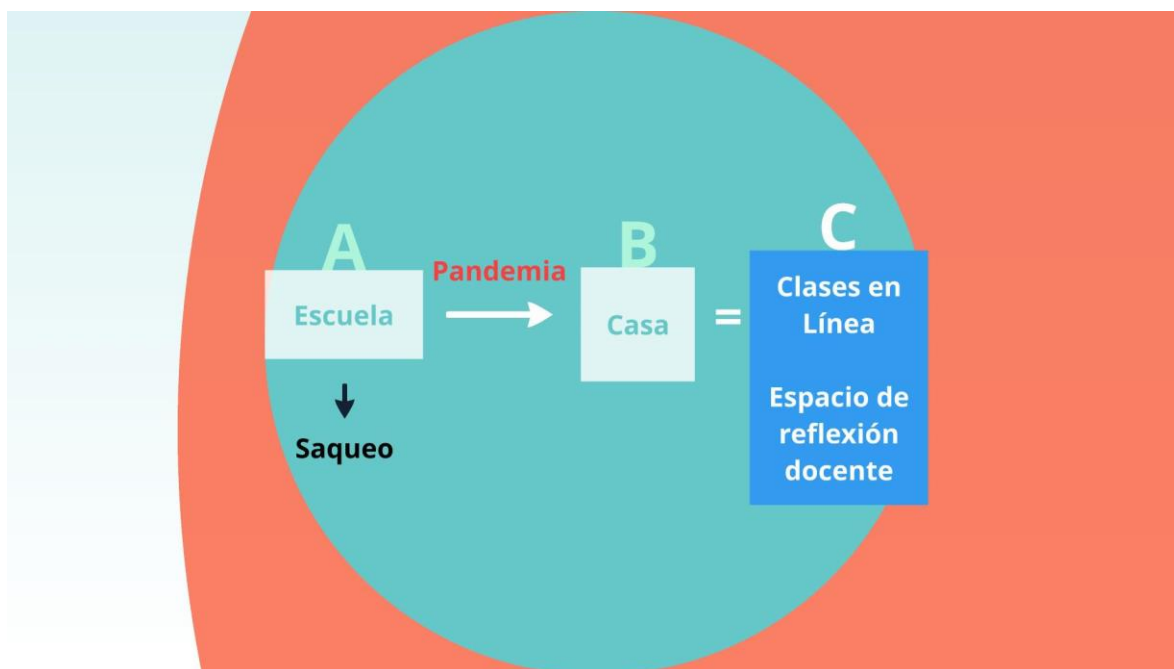 A
Escuela
Saqueo
Pandemia
B
Casa
=
C
Clases en
Línea
Espacio de
reflexión
docente